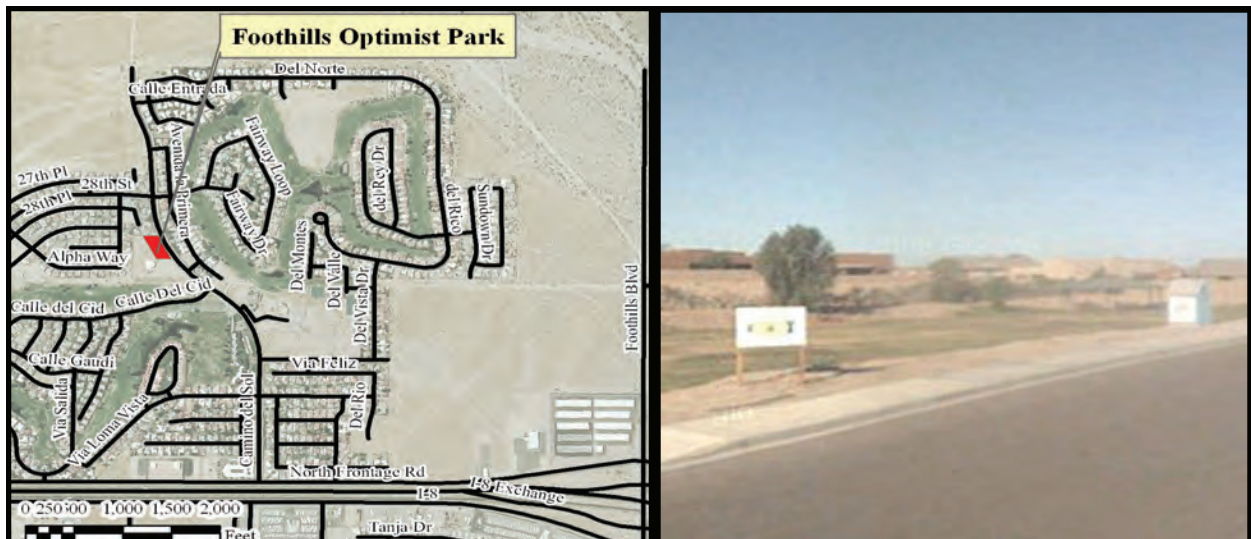 Foothills Optimist Park
Del Norte
Calle Entrada
Avenida la Primera
Fairway Loop
27th Pl
28th St
28th Pl
del Rey Dr
Fairway Dr
del Rico
Sundown Dr
Alpha Way
Del Montes
Del Valle
Del Vista Dr
Calle del Cid
Calle Del Cid
Foothills Blvd
Calle Gaudi
Via Feliz
Via Salida
Camino del Sol
Del Rio
Via Loma Vista
North Frontage Rd
I-8
I-8 Exchange
0 250 500 1,000 1,500 2,000
Feet
Tanja Dr